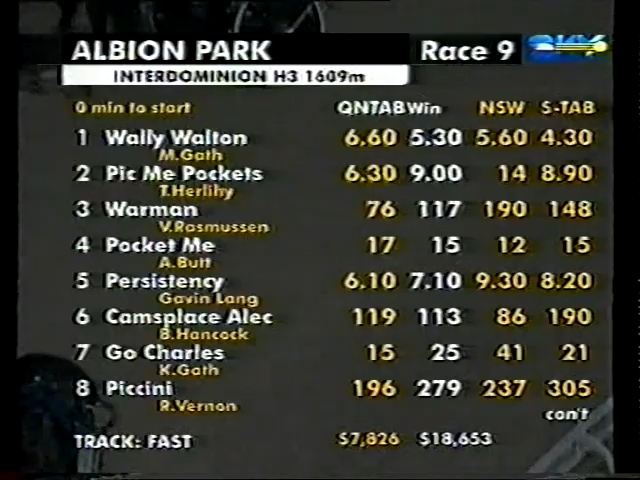 ALBION PARK Race 9 SKY
INTERDOMINION H3 1609m
0 min to start QNTAB Win NSW S-TAB
1 Wally Walton 6.60 5.30 5.60 4.30
M.Gath
2 Pic Me Pockets 6.30 9.00 14 8.90
T.Herlihy
3 Warman 76 117 190 148
V.Rasmussen
4 Pocket Me 17 15 12 15
A.Butt
5 Persistency 6.10 7.10 9.30 8.20
Gavin Lang
6 Camsplace Alec 119 113 86 190
B.Hancock
7 Go Charles 15 25 41 21
K.Gath
8 Piccini 196 279 237 305
R.Vernon
con't
TRACK: FAST $7,826 $18,653